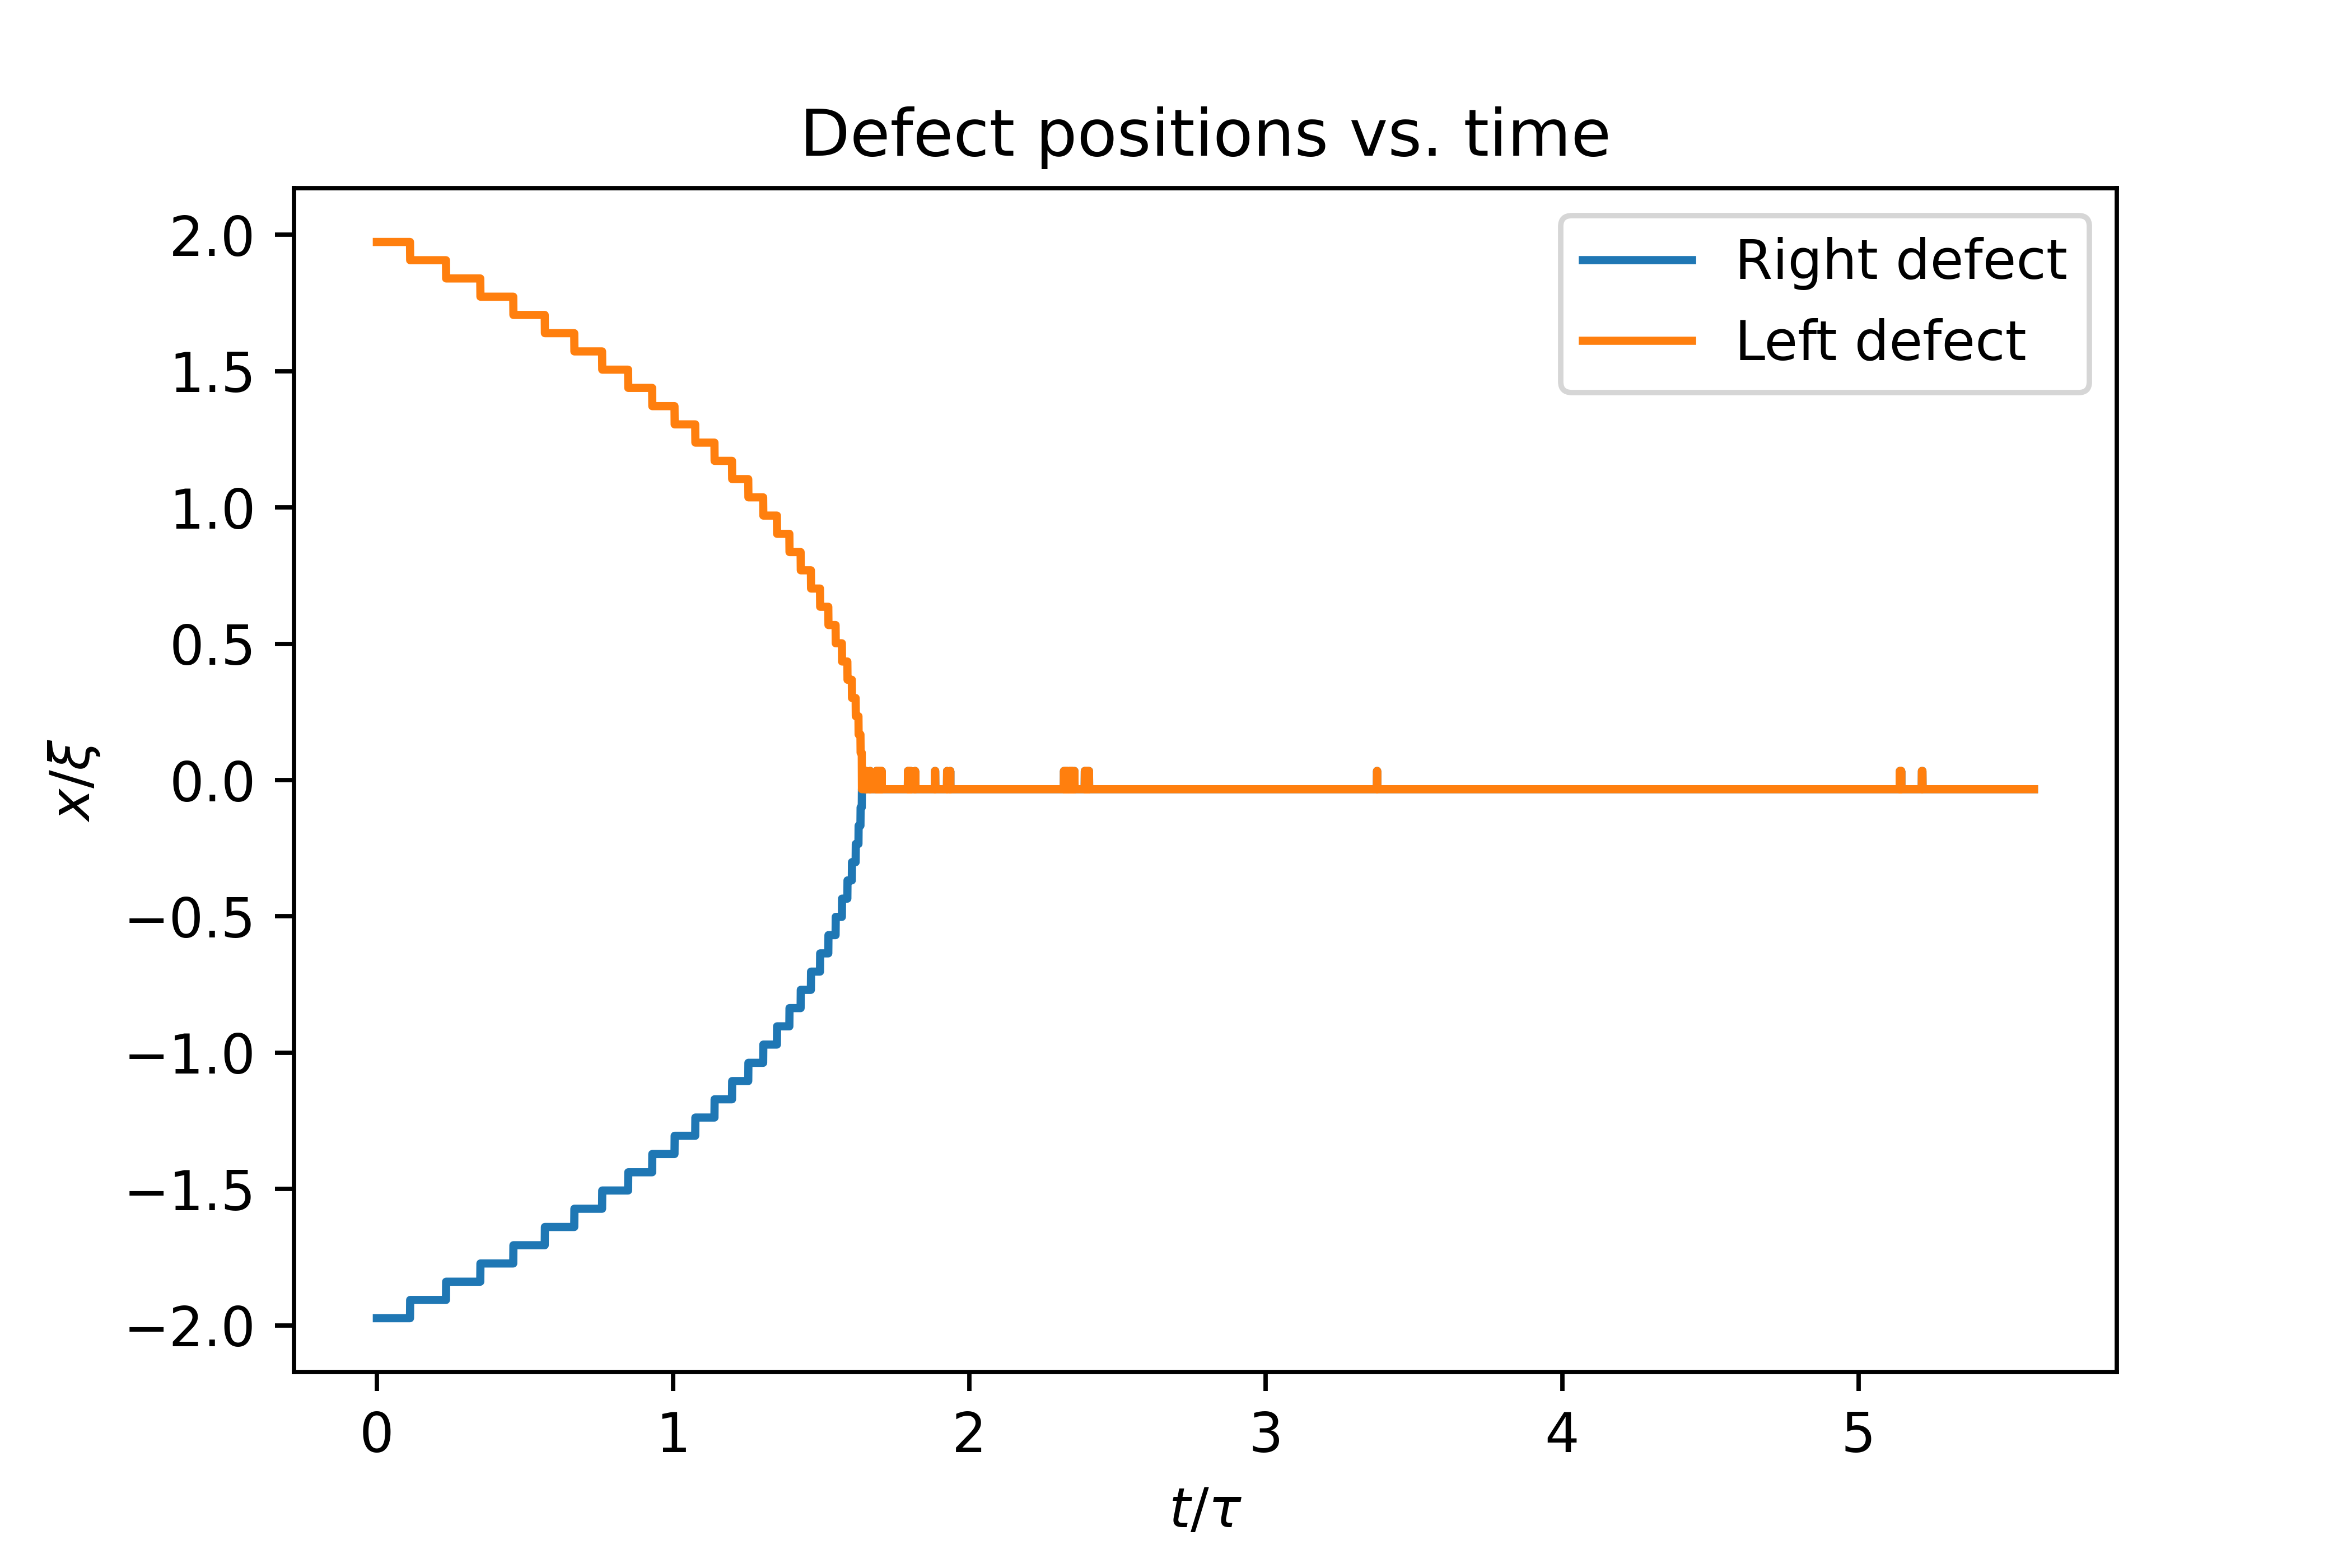 Defect positions vs. time
Right defect
Left defect
2.0
1.5
1.0
0.5
0.0
−0.5
−1.0
−1.5
−2.0
x/ξ
0 1 2 3 4 5
t/τ